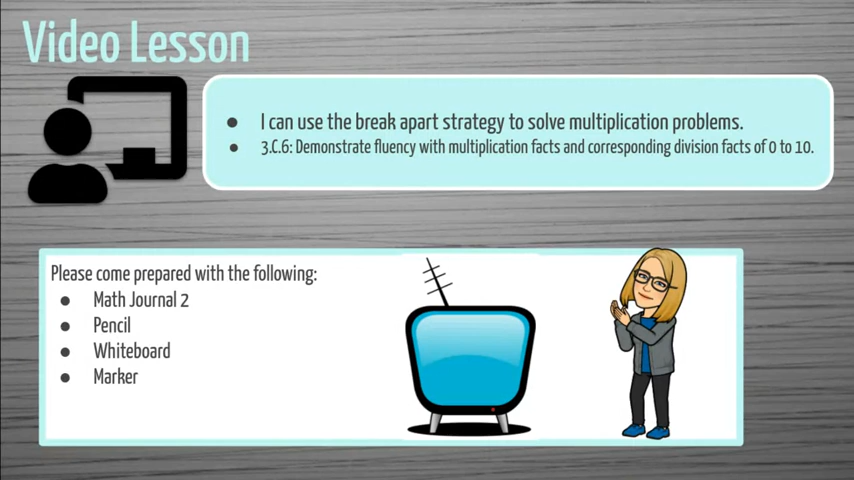 Video Lesson
● I can use the break apart strategy to solve multiplication problems.
● 3.C.6: Demonstrate fluency with multiplication facts and corresponding division facts of 0 to 10.
Please come prepared with the following:
● Math Journal 2
● Pencil
● Whiteboard
● Marker